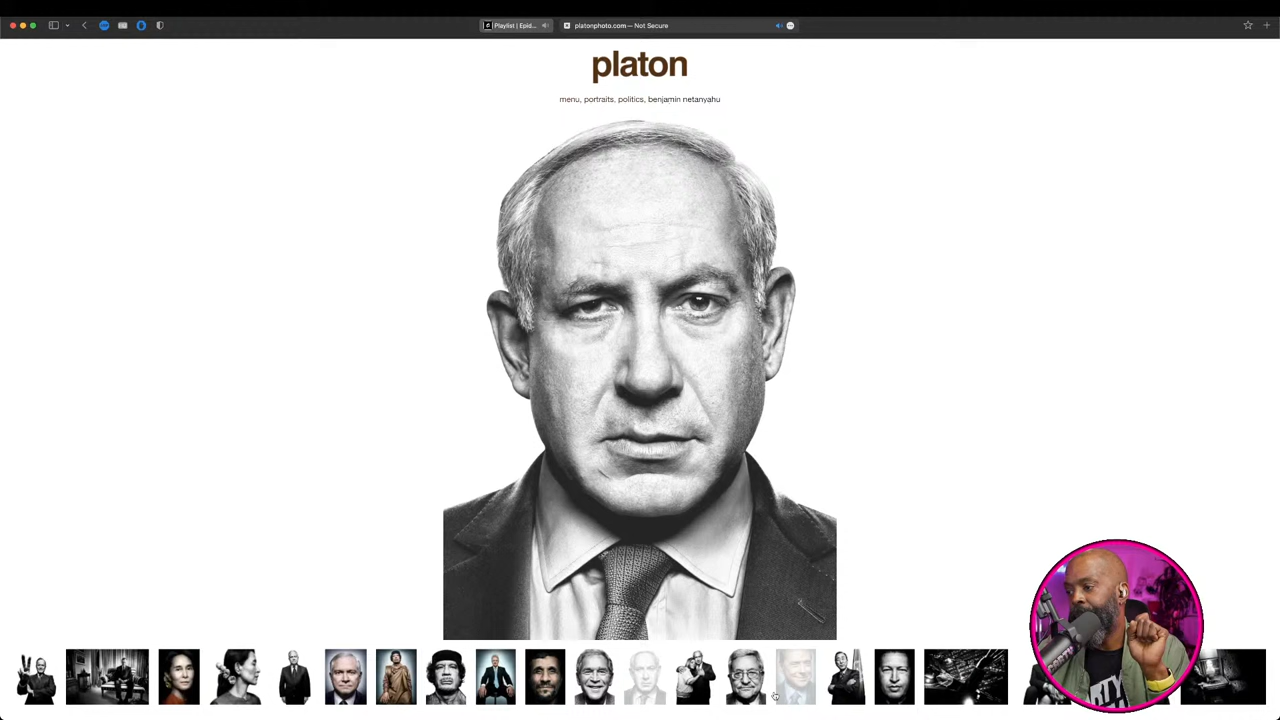 Playlist | Epid...
platonphoto.com — Not Secure
platon
menu, portraits, politics, benjamin netanyahu